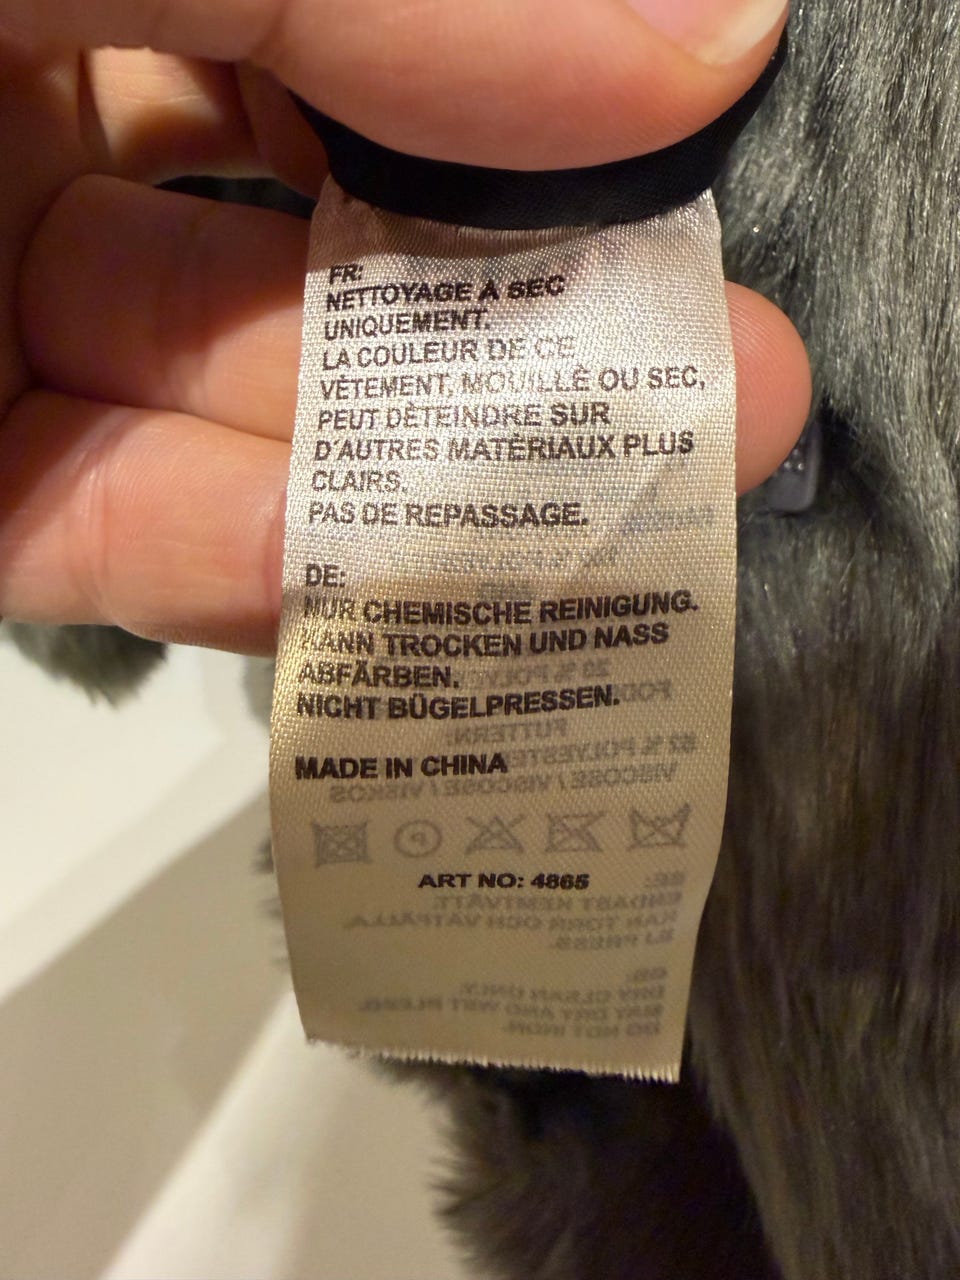 FR:
NETTOYAGE À SEC
UNIQUEMENT.
LA COULEUR DE CE
VÊTEMENT, MOUILLÉ OU SEC,
PEUT DÉTEINDRE SUR
D'AUTRES MATÉRIAUX PLUS
CLAIRS.
PAS DE REPASSAGE.
DE:
NUR CHEMISCHE REINIGUNG.
KANN TROCKEN UND NASS
ABFÄRBEN.
NICHT BÜGELPRESSEN.
MADE IN CHINA
P
ART NO: 4865